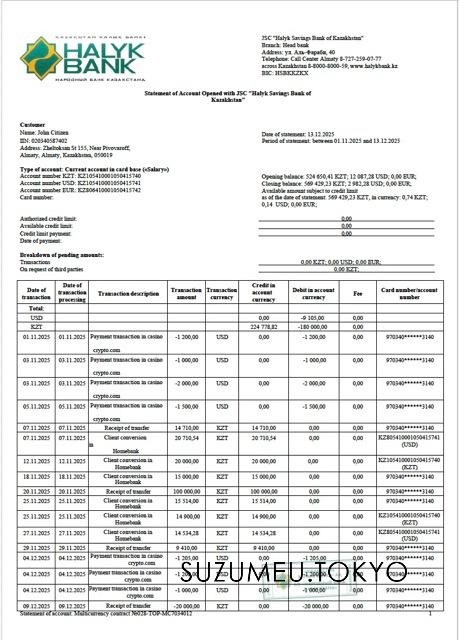 HALYK
BANK
НАРОДНЫЙ БАНК КАЗАХСТАНА
JSC "Halyk Savings Bank of Kazakhstan"
Branch: Head bank
Address: ул. Аль-Фараби, 40
Telephone: Call Center Almaty 8-727-259-07-77
across Kazakhstan 8-8000-8000-59, www.halykbank.kz
BIC: HSBKKZKX
Statement of Account Opened with JSC "Halyk Savings Bank of
Kazakhstan"
Customer
Name: John Citizen
IIN: 020340587402
Address: Zheltoksan St 155, Near Pivovaroff,
Almaty, Almaty, Kazakhstan, 050019
Date of statement: 13.12.2025
Period of statement: between 01.11.2025 and 13.12.2025
Type of account: Current account in card base («Salary»)
Account number KZT: KZ105410001050415740
Account number USD: KZ105410001050415741
Account number EUR: KZ806410001050415742
Card number:
Opening balance: 524 650,41 KZT; 12 087,28 USD; 0,00 EUR;
Closing balance: 569 429,23 KZT; 2 982,28 USD; 0,00 EUR;
Available amount subject to credit limit
as of the date of statement: 569 429,23 KZT, in currency: 0,74 KZT;
0,14 USD; 0,00 EUR;
Authorized credit limit: 0,00
Available credit limit: 0,00
Credit limit payment: 0,00
Date of payment:
Breakdown of pending amounts:
Transactions 0,00 KZT; 0,00 USD; 0,00 EUR;
On request of third parties 0,00 KZT;
Date of transaction Date of transaction processing Transaction description Transaction amount Transaction currency Credit in account currency Debit in account currency Fee Card number/account number
Total:
USD 0,00 -9 105,00 0,00
KZT 224 778,82 -180 000,00 0,00
01.11.2025 01.11.2025 Payment transaction in casino crypto.com -1 200,00 USD 0,00 -1 200,00 0,00 970340******3140
03.11.2025 03.11.2025 Payment transaction in casino crypto.com -1 000,00 USD 0,00 -1 000,00 0,00 970340******3140
03.11.2025 03.11.2025 Payment transaction in casino crypto.com -2 000,00 USD 0,00 -2 000,00 0,00 970340******3140
05.11.2025 05.11.2025 Payment transaction in casino crypto.com -1 500,00 USD 0,00 -1 500,00 0,00 970340******3140
07.11.2025 07.11.2025 Receipt of transfer 14 710,00 KZT 14 710,00 0,00 0,00 970340******3140
07.11.2025 07.11.2025 Client conversion in Homebank 20 710,54 KZT 20 710,54 0,00 0,00 KZ805410001050415741 (USD)
12.11.2025 12.11.2025 Client conversion in Homebank 20 000,00 KZT 20 000,00 0,00 0,00 KZ105410001050415740 (KZT)
18.11.2025 18.11.2025 Client conversion in Homebank 15 000,00 KZT 15 000,00 0,00 0,00 970340******3140
20.11.2025 20.11.2025 Receipt of transfer 100 000,00 KZT 100 000,00 0,00 0,00 970340******3140
25.11.2025 25.11.2025 Client conversion in Homebank 15 514,00 KZT 15 514,00 0,00 0,00 970340******3140
25.11.2025 25.11.2025 Client conversion in Homebank 14 900,00 KZT 14 900,00 0,00 0,00 KZ105410001050415740 (KZT)
27.11.2025 27.11.2025 Client conversion in Homebank 14 534,28 KZT 14 534,28 0,00 0,00 KZ805410001050415741 (USD)
29.11.2025 29.11.2025 Receipt of transfer 9 410,00 KZT 9 410,00 0,00 0,00 970340******3140
04.12.2025 04.12.2025 Payment transaction in casino crypto.com -1 205,00 USD 0,00 -1 205,00 0,00 970340******3140
04.12.2025 04.12.2025 Payment transaction in casino crypto.com -1 200,00 USD 0,00 -1 200,00 0,00 970340******3140
04.12.2025 04.12.2025 Payment transaction in casino crypto.com -1 000,00 USD 0,00 -1 000,00 0,00 970340******3140
09.12.2025 09.12.2025 Receipt of transfer -20 000,00 KZT 0,00 -20 000,00 0,00 970340******3140
SUZUMEU.TOKYO
Statement of account: Multicurrency contract №028-TOP-MC7034012 1